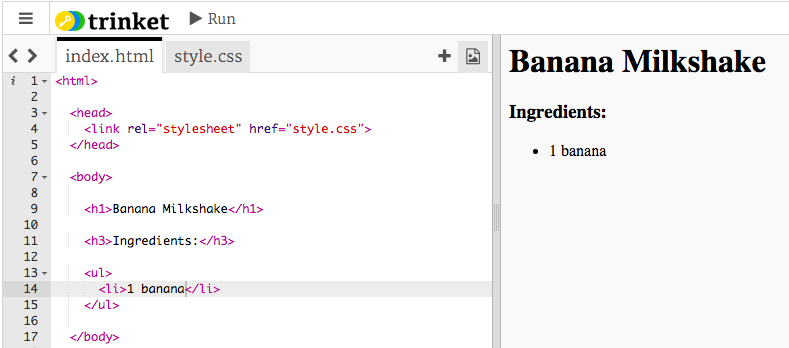 trinket Run
index.html style.css
i 1 <html>
2
3 <head>
4 <link rel="stylesheet" href="style.css">
5 </head>
6
7 <body>
8
9 <h1>Banana Milkshake</h1>
10
11 <h3>Ingredients:</h3>
12
13 <ul>
14 <li>1 banana</li>
15 </ul>
16
17 </body>
Banana Milkshake
Ingredients:
• 1 banana